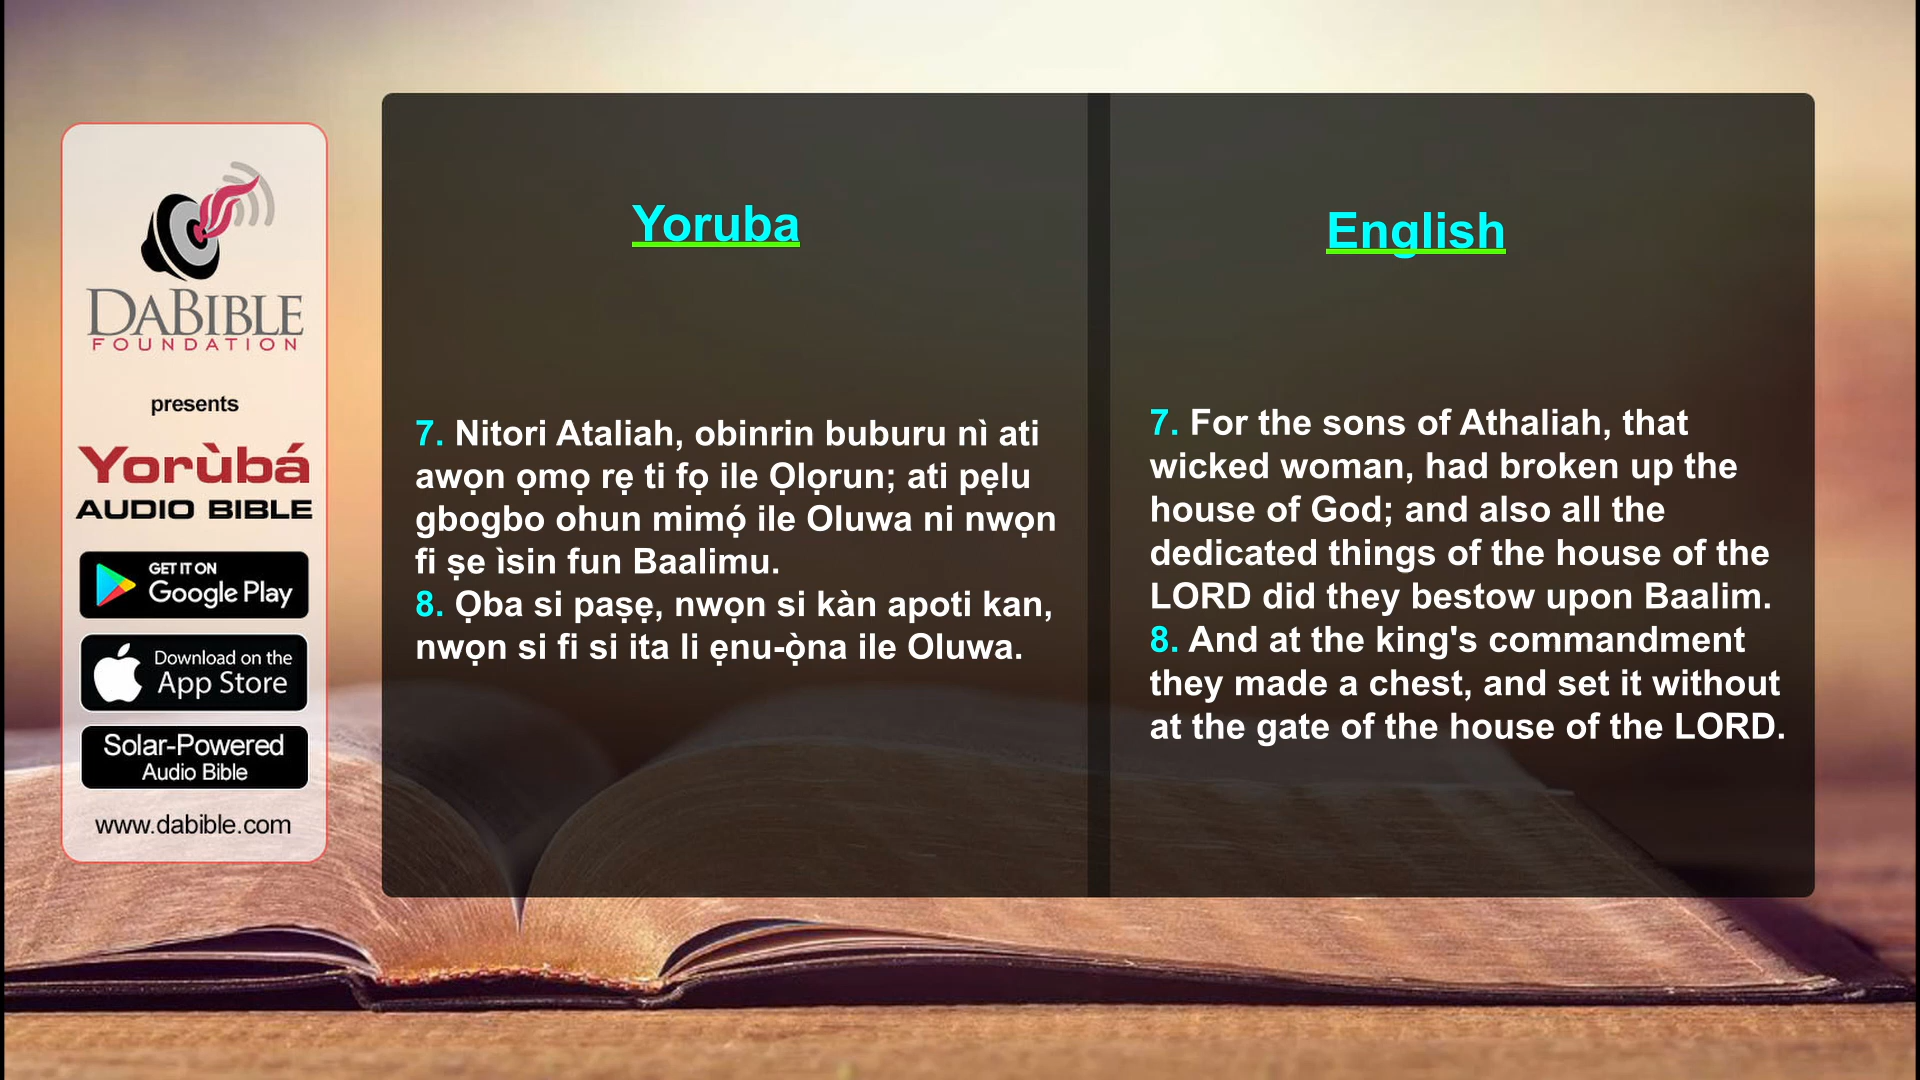 DABIBLE
FOUNDATION
presents
Yorùbá
AUDIO BIBLE
GET IT ON
Google Play
Download on the
App Store
Solar-Powered
Audio Bible
www.dabible.com
Yoruba
7. Nitori Ataliah, obinrin buburu nì ati
awọn ọmọ rẹ ti fọ ile Ọlọrun; ati pẹlu
gbogbo ohun mimọ́ ile Oluwa ni nwọn
fi ṣe ìsin fun Baalimu.
8. Ọba si paṣẹ, nwọn si kàn apoti kan,
nwọn si fi si ita li ẹnu-ọ̀na ile Oluwa.
English
7. For the sons of Athaliah, that
wicked woman, had broken up the
house of God; and also all the
dedicated things of the house of the
LORD did they bestow upon Baalim.
8. And at the king's commandment
they made a chest, and set it without
at the gate of the house of the LORD.